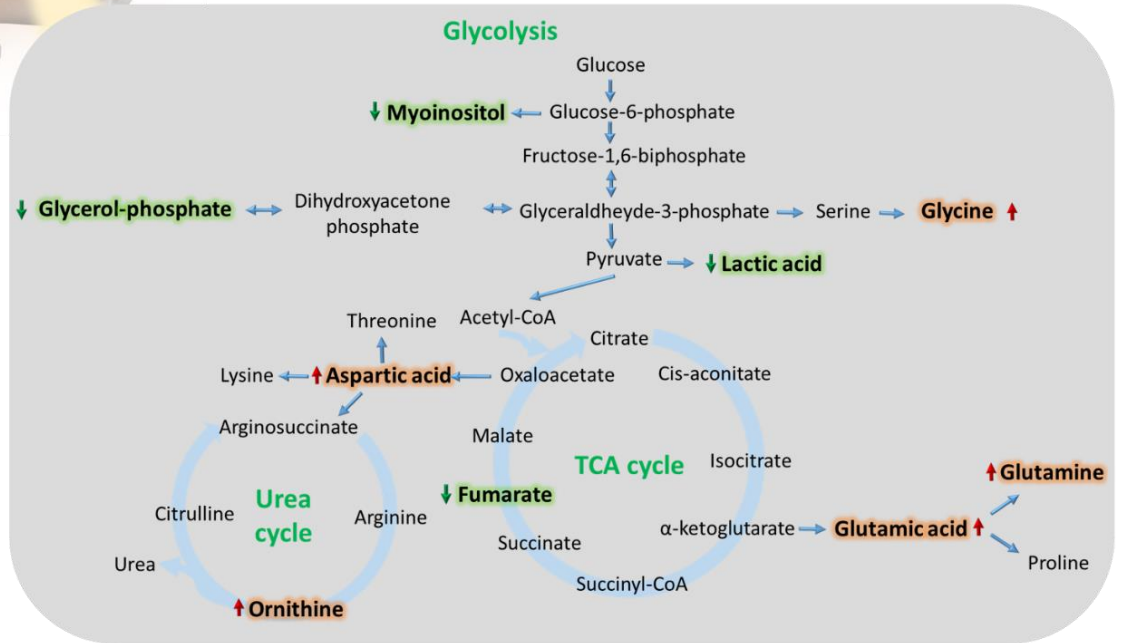 Glycolysis
Glucose
Myoinositol
Glucose-6-phosphate
Fructose-1,6-biphosphate
Glycerol-phosphate
Dihydroxyacetone
phosphate
Glyceraldheyde-3-phosphate
Serine
Glycine
Pyruvate
Lactic acid
Threonine
Acetyl-CoA
Citrate
Lysine
Aspartic acid
Oxaloacetate
Cis-aconitate
Arginosuccinate
Malate
TCA cycle
Isocitrate
Glutamine
Urea
cycle
Fumarate
Citrulline
Arginine
α-ketoglutarate
Glutamic acid
Succinate
Urea
Proline
Succinyl-CoA
Ornithine